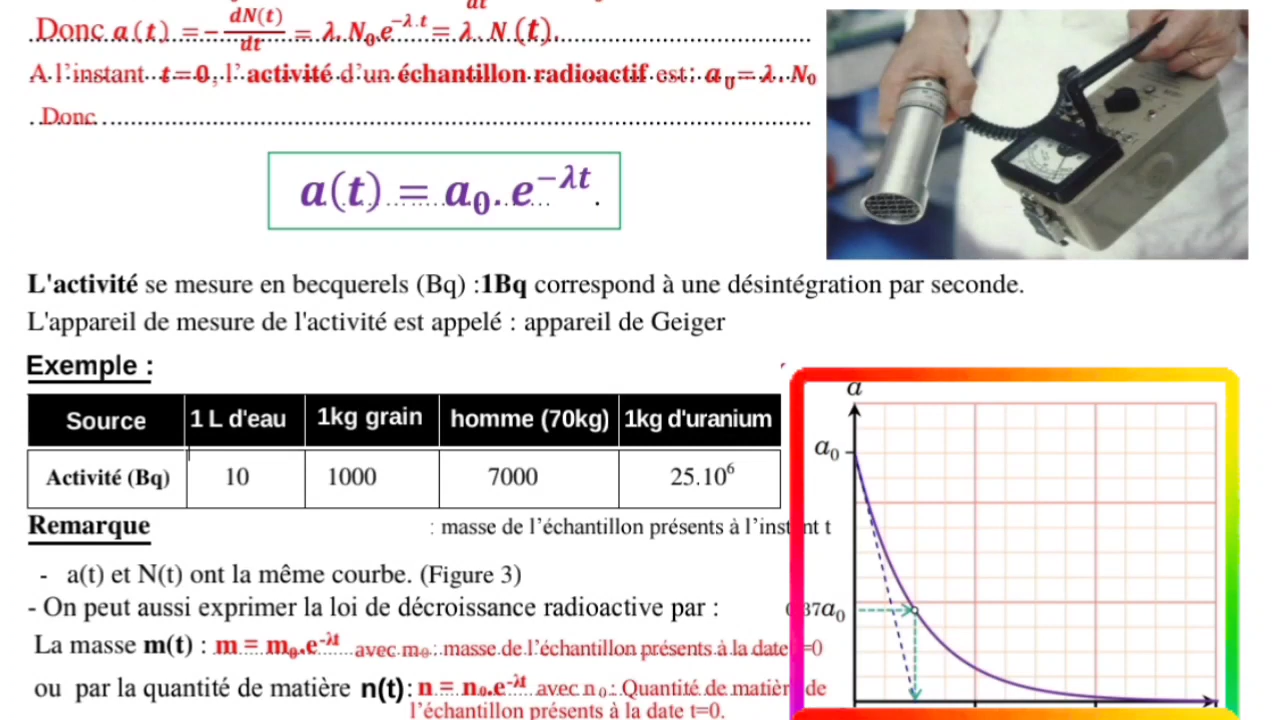 Donc a(t) = - dN(t)/dt = λ.N₀e^-λ.t = λ.N(t).
A l'instant t=0, l'activité d'un échantillon radioactif est: a₀=λ.N₀
Donc
a(t) = a₀.e^−λt.
L'activité se mesure en becquerels (Bq) :1Bq correspond à une désintégration par seconde.
L'appareil de mesure de l'activité est appelé : appareil de Geiger
Exemple :
Source 1 L d'eau 1kg grain homme (70kg) 1kg d'uranium
Activité (Bq) 10 1000 7000 25.10⁶
Remarque : masse de l'échantillon présents à l'inst nt t
- a(t) et N(t) ont la même courbe. (Figure 3)
- On peut aussi exprimer la loi de décroissance radioactive par :
La masse m(t) : m = m₀.e^-λt avec m₀: masse de l'échantillon présents à la date =0
ou par la quantité de matière n(t): n = n₀.e^-λt avec n₀: Quantité de matièr de
l'échantillon présents à la date t=0.
a
a₀
37a₀